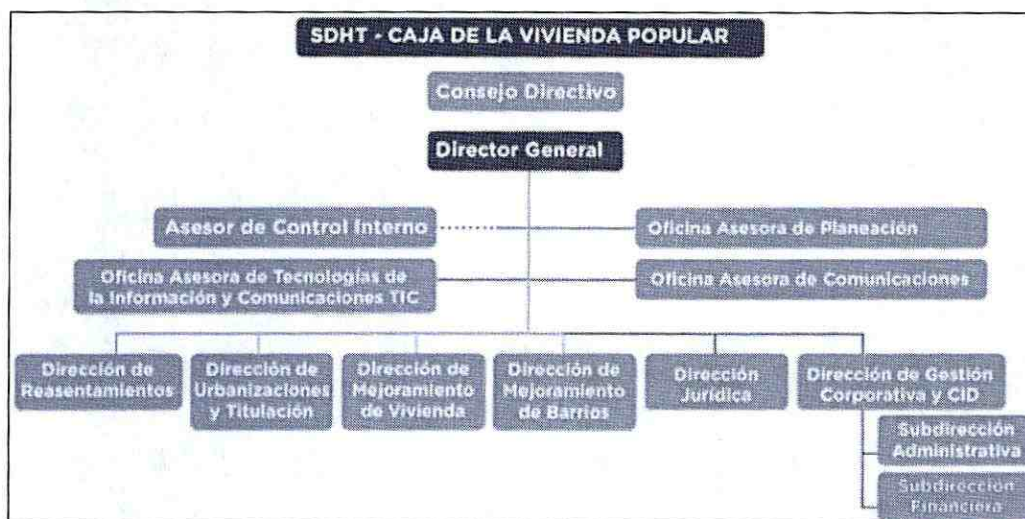 SDHT - CAJA DE LA VIVIENDA POPULAR
Consejo Directivo
Director General
Asesor de Control Interno
Oficina Asesora de Planeación
Oficina Asesora de Tecnologías de
la Información y Comunicaciones TIC
Oficina Asesora de Comunicaciones
Dirección de
Reasentamientos
Dirección de
Urbanizaciones
y Titulación
Dirección de
Mejoramiento
de Vivienda
Dirección de
Mejoramiento
de Barrios
Dirección
Jurídica
Dirección de Gestión
Corporativa y CID
Subdirección
Administrativa
Subdirección
Financiera